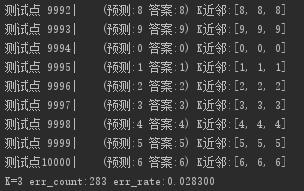 测试点 9992|    (预测:8 答案:8) K近邻:[8, 8, 8]
测试点 9993|    (预测:9 答案:9) K近邻:[9, 9, 9]
测试点 9994|    (预测:0 答案:0) K近邻:[0, 0, 0]
测试点 9995|    (预测:1 答案:1) K近邻:[1, 1, 1]
测试点 9996|    (预测:2 答案:2) K近邻:[2, 2, 2]
测试点 9997|    (预测:3 答案:3) K近邻:[3, 3, 3]
测试点 9998|    (预测:4 答案:4) K近邻:[4, 4, 4]
测试点 9999|    (预测:5 答案:5) K近邻:[5, 5, 5]
测试点10000|    (预测:6 答案:6) K近邻:[6, 6, 6]
K=3 err_count:283 err_rate:0.028300